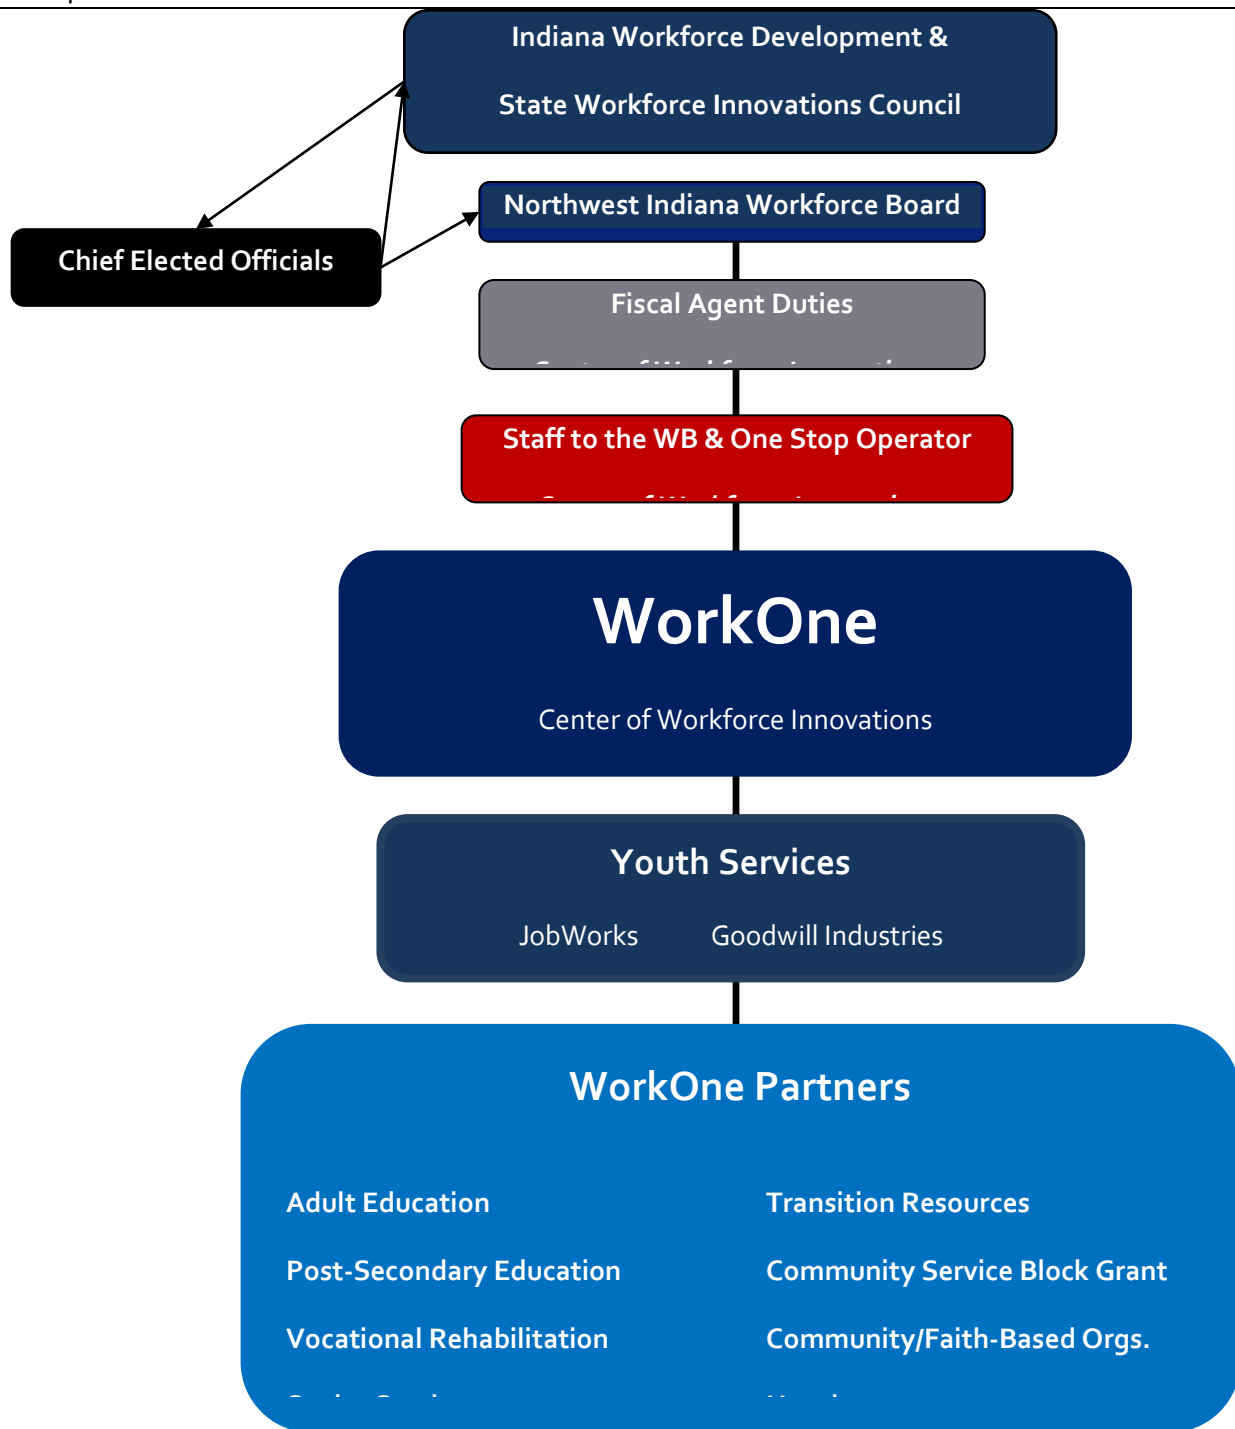 Indiana Workforce Development &
State Workforce Innovations Council
Northwest Indiana Workforce Board
Chief Elected Officials
Fiscal Agent Duties
Staff to the WB & One Stop Operator
WorkOne
Center of Workforce Innovations
Youth Services
JobWorks Goodwill Industries
WorkOne Partners
Adult Education Transition Resources
Post-Secondary Education Community Service Block Grant
Vocational Rehabilitation Community/Faith-Based Orgs.